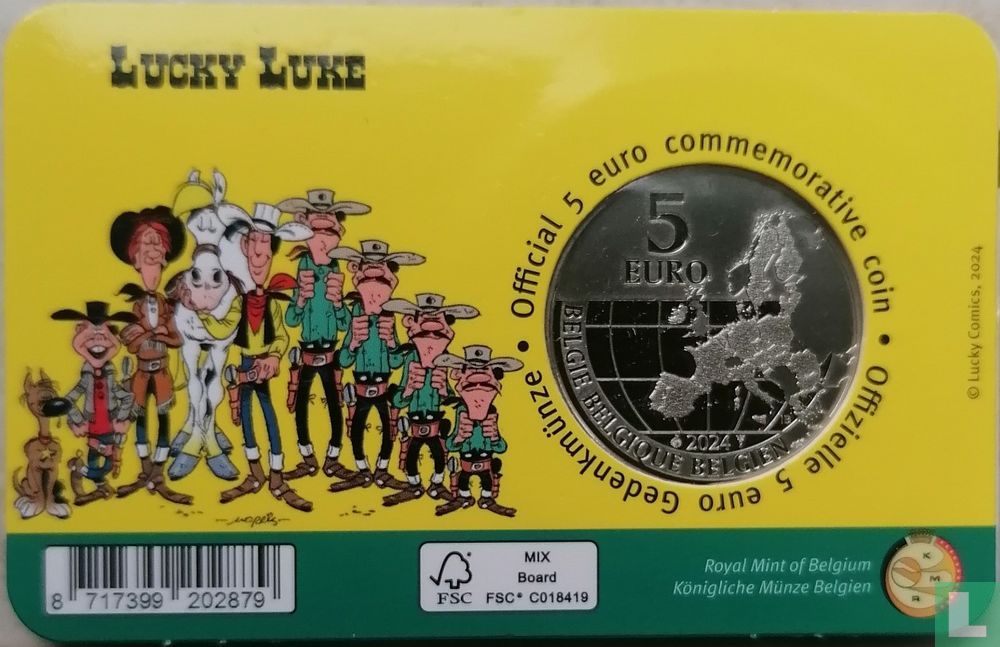 LUCKY LUKE
Official 5 euro commemorative coin • Offizielle 5 euro Gedenkmünze •
5
EURO
BELGIE BELGIQUE BELGIEN
2024
© Lucky Comics, 2024
-morris-
8 717399 202879
FSC
MIX
Board
FSC® C018419
Royal Mint of Belgium
Königliche Münze Belgien
K
M
R
L